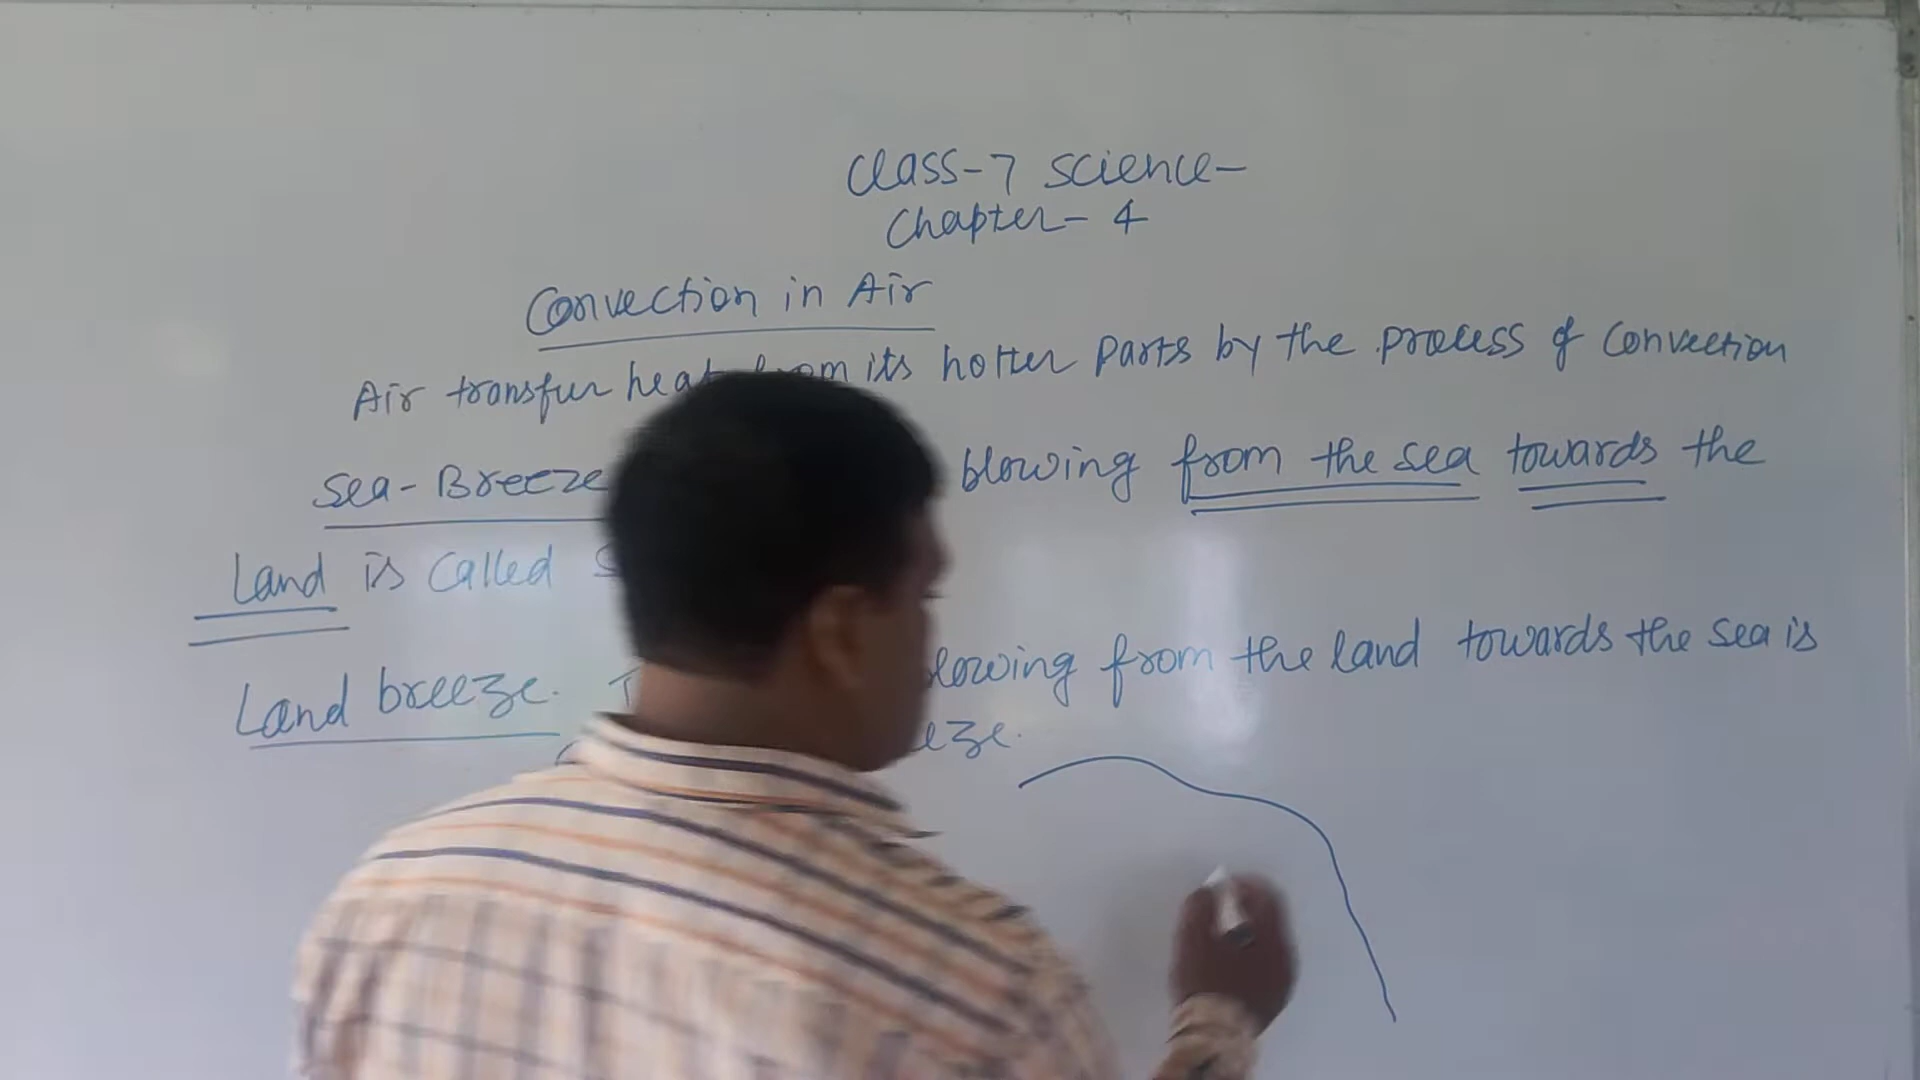 Class-7 Science-
Chapter- 4
Convection in Air
Air transfer heat from its hotter parts by the process of convection
Sea-Breeze blowing from the sea towards the
Land is called
Land breeze. blowing from the land towards the sea is